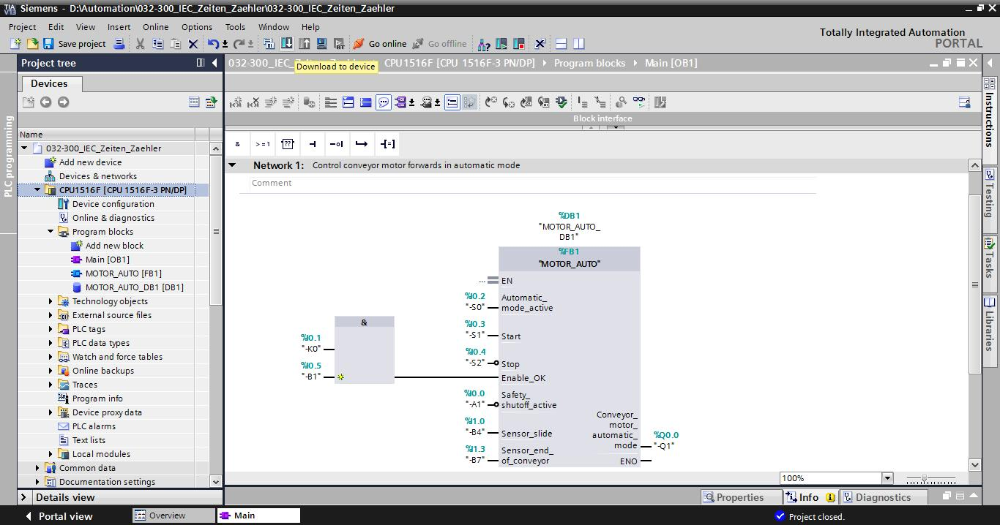 TIA
V13
Siemens - D:\Automation\032-300_IEC_Zeiten_Zaehler\032-300_IEC_Zeiten_Zaehler
Project Edit View Insert Online Options Tools Window Help
Save project
Go online
Go offline
Totally Integrated Automation
PORTAL
Project tree
Devices
Name
032-300_IEC_Zeiten_Zaehler
Add new device
Devices & networks
CPU1516F [CPU 1516F-3 PN/DP]
Device configuration
Online & diagnostics
Program blocks
Add new block
Main [OB1]
MOTOR_AUTO [FB1]
MOTOR_AUTO_DB1 [DB1]
Technology objects
External source files
PLC tags
PLC data types
Watch and force tables
Online backups
Traces
Program info
Device proxy data
PLC alarms
Text lists
Local modules
Common data
Documentation settings
Details view
PLC programming
CPU1516F [CPU 1516F-3 PN/DP] Program blocks Main [OB1]
Download to device
Block interface
& >=1 ?? -| -o| [=]
Network 1: Control conveyor motor forwards in automatic mode
Comment
%DB1
"MOTOR_AUTO_
DB1"
%FB1
"MOTOR_AUTO"
... EN
%I0.2
"-S0"
Automatic_
mode_active
%I0.3
"-S1" Start
%I0.4
"-S2" Stop
&
%I0.1
"-K0"
%I0.5
"-B1"
Enable_OK
%I0.0
"-A1"
Safety_
shutoff_active
%I1.0
"-B4" Sensor_slide
%I1.3
"-B7"
Sensor_end_
of_conveyor
Conveyor_
motor_
automatic_
mode
%Q0.0
"-Q1"
ENO
100%
Instructions
Testing
Tasks
Libraries
Properties Info Diagnostics
Portal view Overview Main
Project closed.